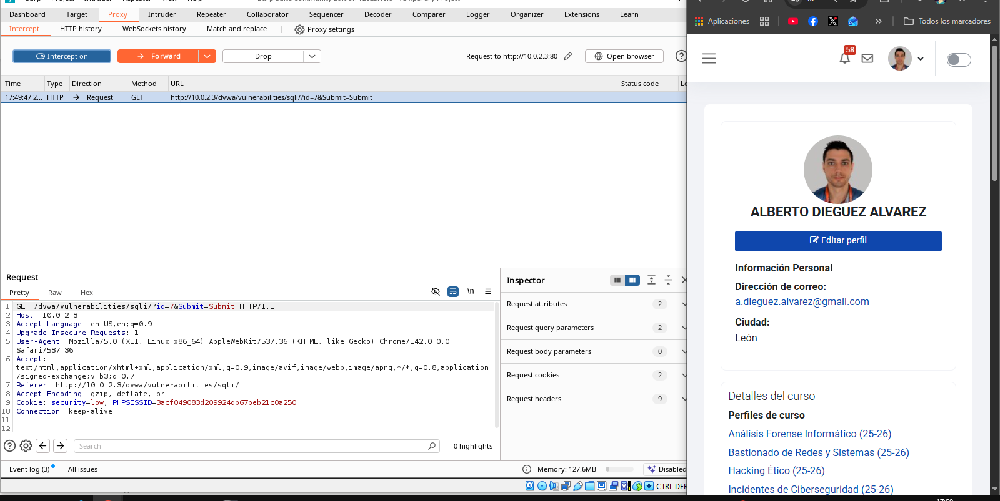 Dashboard Target Proxy Intruder Repeater Collaborator Sequencer Decoder Comparer Logger Organizer Extensions Learn
Intercept HTTP history WebSockets history Match and replace Proxy settings
Intercept on Forward Drop Request to http://10.0.2.3:80 Open browser
Time Type Direction Method URL Status code Le
17:49:47 2... HTTP Request GET http://10.0.2.3/dvwa/vulnerabilities/sqli/?id=7&Submit=Submit
Request
Pretty Raw Hex
\n
1 GET /dvwa/vulnerabilities/sqli/?id=7&Submit=Submit HTTP/1.1
2 Host: 10.0.2.3
3 Accept-Language: en-US,en;q=0.9
4 Upgrade-Insecure-Requests: 1
5 User-Agent: Mozilla/5.0 (X11; Linux x86_64) AppleWebKit/537.36 (KHTML, like Gecko) Chrome/142.0.0.0
Safari/537.36
6 Accept:
text/html,application/xhtml+xml,application/xml;q=0.9,image/avif,image/webp,image/apng,*/*;q=0.8,application
/signed-exchange;v=b3;q=0.7
7 Referer: http://10.0.2.3/dvwa/vulnerabilities/sqli/
8 Accept-Encoding: gzip, deflate, br
9 Cookie: security=low; PHPSESSID=3acf049083d209924db67beb21c0a250
10 Connection: keep-alive
11
12
Search 0 highlights
Inspector
Request attributes 2
Request query parameters 2
Request body parameters 0
Request cookies 2
Request headers 9
Event log (3) All issues Memory: 127.6MB Disabled
CTRL DER
Aplicaciones Todos los marcadores
58
ALBERTO DIEGUEZ ALVAREZ
Editar perfil
Información Personal
Dirección de correo:
a.dieguez.alvarez@gmail.com
Ciudad:
León
Detalles del curso
Perfiles de curso
Análisis Forense Informático (25-26)
Bastionado de Redes y Sistemas (25-26)
Hacking Ético (25-26)
Incidentes de Ciberseguridad (25-26)